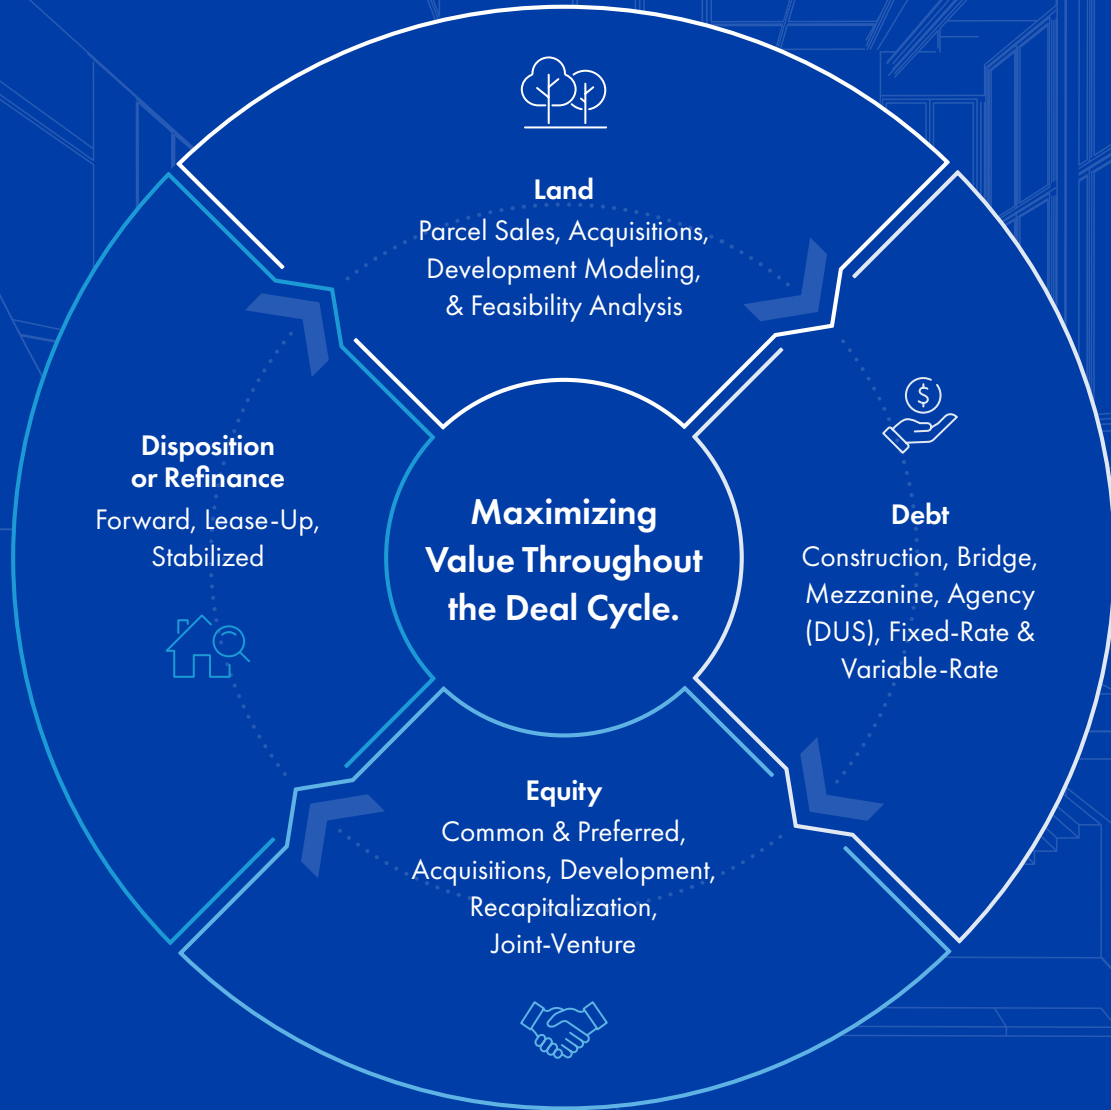 Land
Parcel Sales, Acquisitions,
Development Modeling,
& Feasibility Analysis
$
Debt
Construction, Bridge,
Mezzanine, Agency
(DUS), Fixed-Rate &
Variable-Rate
Equity
Common & Preferred,
Acquisitions, Development,
Recapitalization,
Joint-Venture
Disposition
or Refinance
Forward, Lease-Up,
Stabilized
Maximizing
Value Throughout
the Deal Cycle.